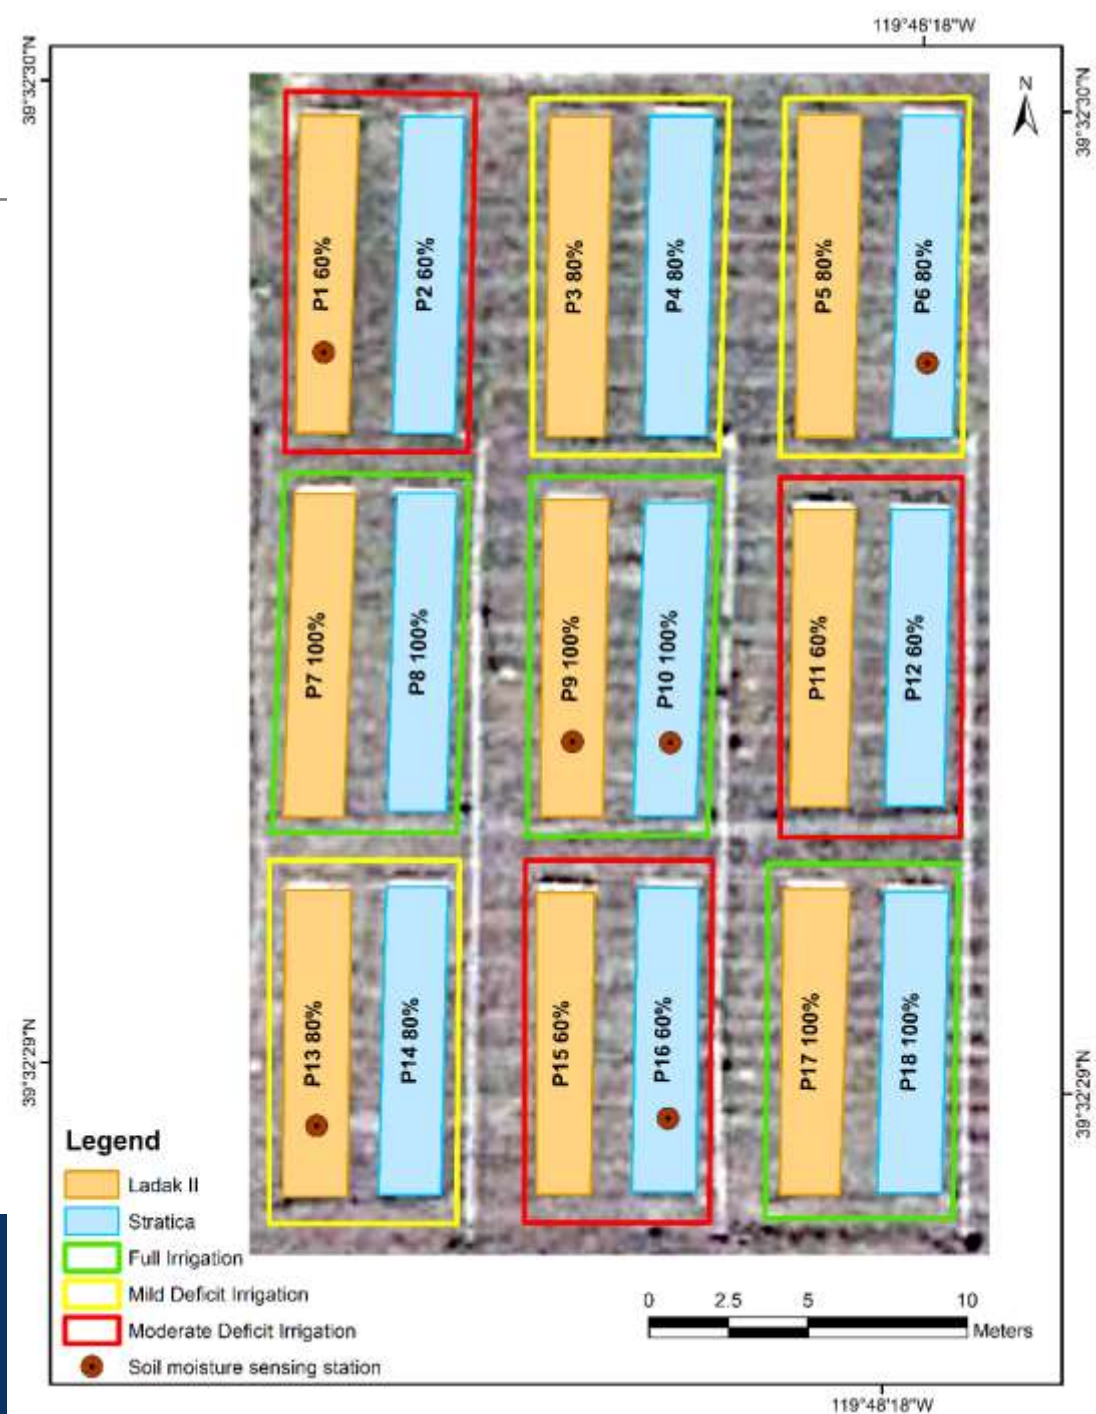 119°48'18"W
39°32'30"N
39°32'30"N
N
P1 60%
P2 60%
P3 80%
P4 80%
P5 80%
P6 80%
P7 100%
P8 100%
P9 100%
P10 100%
P11 60%
P12 60%
P13 80%
P14 80%
P15 60%
P16 60%
P17 100%
P18 100%
39°32'26"N
39°32'29"N
Legend
Ladak II
Stratica
Full Irrigation
Mild Deficit Irrigation
Moderate Deficit Irrigation
Soil moisture sensing station
0 2.5 5 10
Meters
119°48'18"W